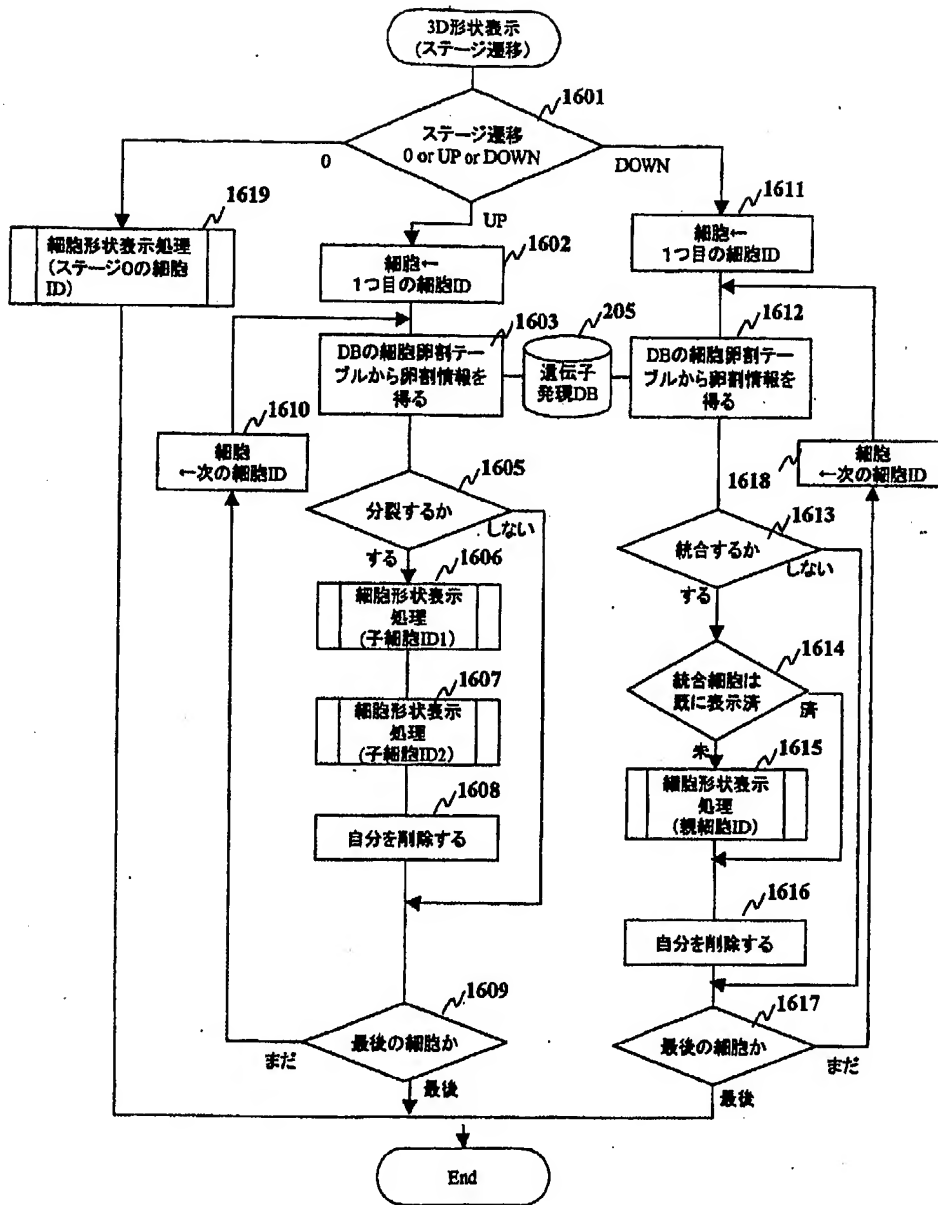 3D形状表示
(ステージ遷移)
1601
ステージ遷移
0 or UP or DOWN
0
DOWN
UP
1619
細胞形状表示処理
(ステージ0の細胞
ID)
1602
細胞←
1つ目の細胞ID
1611
細胞←
1つ目の細胞ID
1603
DBの細胞卵割テー
ブルから卵割情報を
得る
205
遺伝子
発現DB
1612
DBの細胞卵割テー
ブルから卵割情報を
得る
1610
細胞
←次の細胞ID
1618
細胞
←次の細胞ID
1605
分裂するか
しない
する
1613
統合するか
しない
する
1606
細胞形状表示
処理
(子細胞ID1)
1614
統合細胞は
既に表示済
済
未
1607
細胞形状表示
処理
(子細胞ID2)
1615
細胞形状表示
処理
(親細胞ID)
1608
自分を削除する
1616
自分を削除する
1609
最後の細胞か
まだ
最後
1617
最後の細胞か
まだ
最後
End